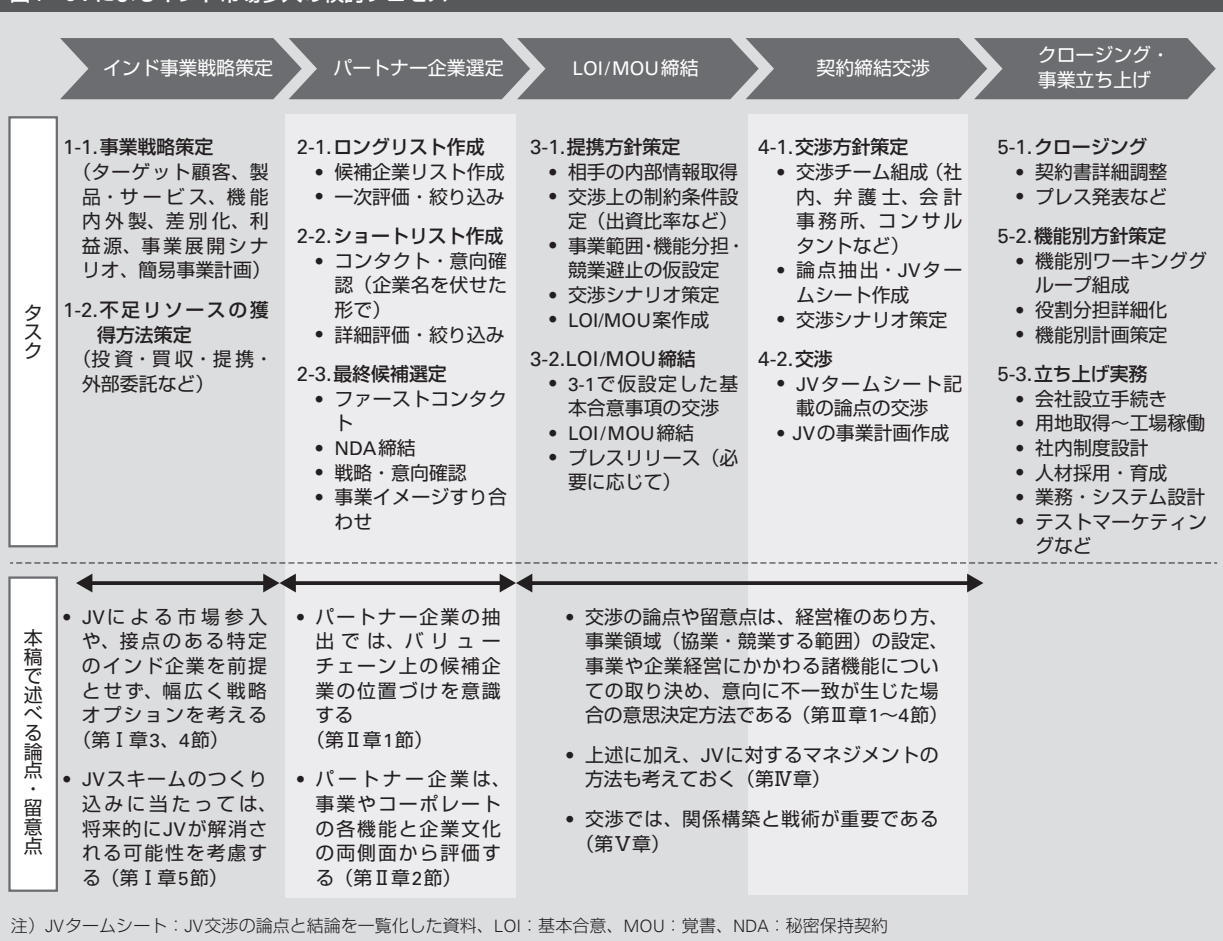 インド事業戦略策定
パートナー企業選定
LOI/MOU締結
契約締結交渉
クロージング・
事業立ち上げ
タスク
1-1.事業戦略策定
（ターゲット顧客、製
品・サービス、機能
内外製、差別化、利
益源、事業展開シナ
リオ、簡易事業計画）
1-2.不足リソースの獲
得方法策定
（投資・買収・提携・
外部委託など）
2-1.ロングリスト作成
• 候補企業リスト作成
• 一次評価・絞り込み
2-2.ショートリスト作成
• コンタクト・意向確
認（企業名を伏せた
形で）
• 詳細評価・絞り込み
2-3.最終候補選定
• ファーストコンタク
ト
• NDA締結
• 戦略・意向確認
• 事業イメージすり合
わせ
3-1.提携方針策定
• 相手の内部情報取得
• 交渉上の制約条件設
定（出資比率など）
• 事業範囲・機能分担・
競業避止の仮設定
• 交渉シナリオ策定
• LOI/MOU案作成
3-2.LOI/MOU締結
• 3-1で仮設定した基
本合意事項の交渉
• LOI/MOU締結
• プレスリリース（必
要に応じて）
4-1.交渉方針策定
• 交渉チーム組成（社
内、弁護士、会計
事務所、コンサル
タントなど）
• 論点抽出・JVター
ムシート作成
• 交渉シナリオ策定
4-2.交渉
• JVタームシート記
載の論点の交渉
• JVの事業計画作成
5-1.クロージング
• 契約書詳細調整
• プレス発表など
5-2.機能別方針策定
• 機能別ワーキンググ
ループ組成
• 役割分担詳細化
• 機能別計画策定
5-3.立ち上げ実務
• 会社設立手続き
• 用地取得～工場稼働
• 社内制度設計
• 人材採用・育成
• 業務・システム設計
• テストマーケティン
グなど
本稿で述べる論点・留意点
• JVによる市場参入
や、接点のある特定
のインド企業を前提
とせず、幅広く戦略
オプションを考える
（第Ⅰ章3、4節）
• JVスキームのつくり
込みに当たっては、
将来的にJVが解消さ
れる可能性を考慮す
る（第Ⅰ章5節）
• パートナー企業の抽
出では、バリュー
チェーン上の候補企
業の位置づけを意識
する
（第Ⅱ章1節）
• パートナー企業は、
事業やコーポレート
の各機能と企業文化
の両側面から評価す
る（第Ⅱ章2節）
• 交渉の論点や留意点は、経営権のあり方、
事業領域（協業・競業する範囲）の設定、
事業や企業経営にかかわる諸機能につい
ての取り決め、意向に不一致が生じた場
合の意思決定方法である（第Ⅲ章1～4節）
• 上述に加え、JVに対するマネジメントの
方法も考えておく（第Ⅳ章）
• 交渉では、関係構築と戦術が重要である
（第Ⅴ章）
注）JVタームシート：JV交渉の論点と結論を一覧化した資料、LOI：基本合意、MOU：覚書、NDA：秘密保持契約